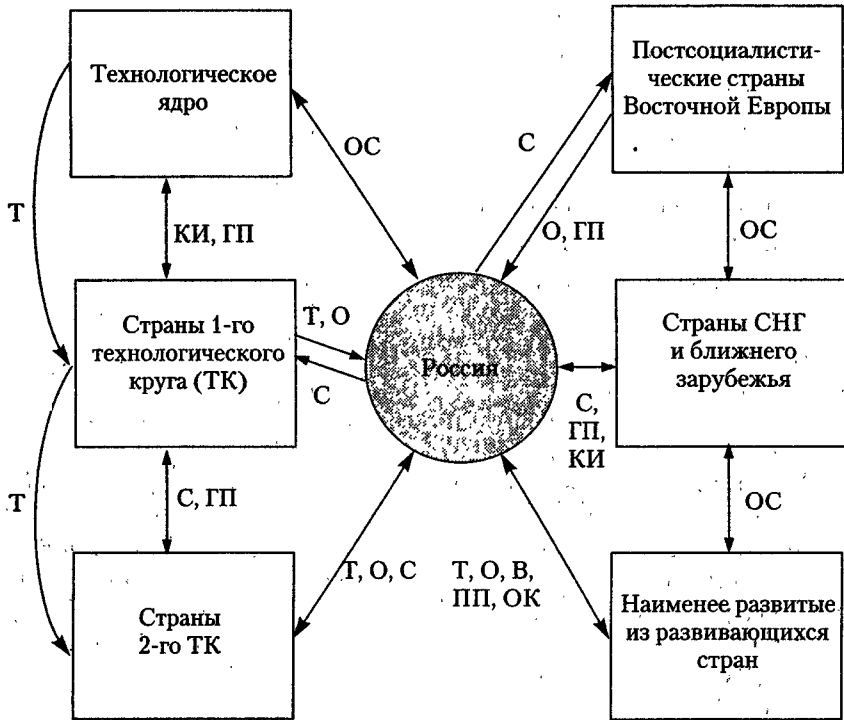 Технологическое
ядро
Постсоциалисти-
ческие страны
Восточной Европы
ОС
С
Т
КИ, ГП
О, ГП
ОС
Страны 1-го
технологического
круга (ТК)
Т, О
С
Россия
Страны СНГ
и ближнего
зарубежья
С,
ГП,
КИ
Т
С, ГП
ОС
Т, О, С
Т, О, В,
ПП, ОК
Страны
2-го ТК
Наименее развитые
из развивающихся
стран